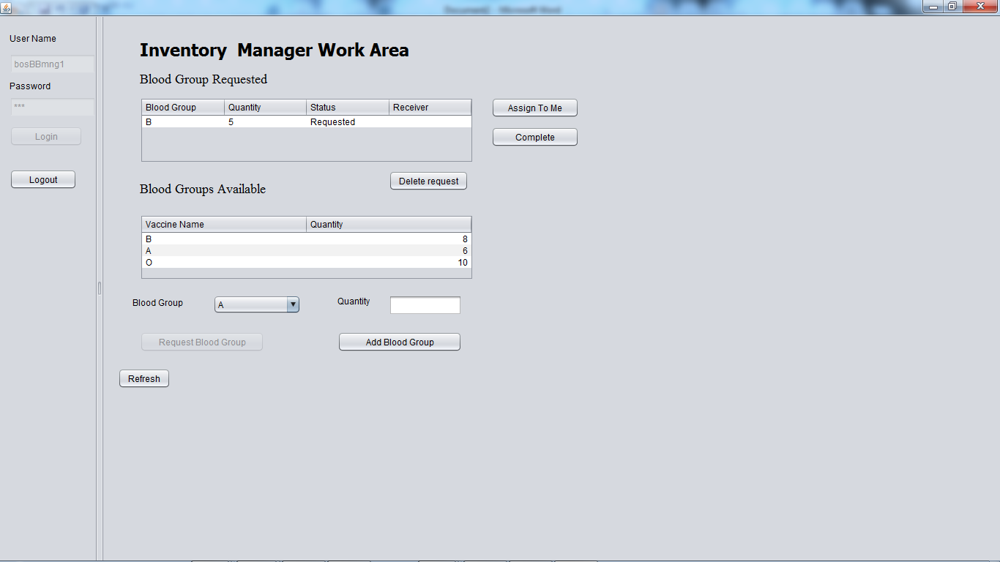 Document2 - Microsoft Word
User Name
bosBBmng1
Password
***
Login
Logout
Inventory  Manager Work Area
Blood Group Requested
Blood Group Quantity Status Receiver
B 5 Requested
Assign To Me
Complete
Delete request
Blood Groups Available
Vaccine Name Quantity
B 8
A 6
O 10
Blood Group A Quantity
Request Blood Group Add Blood Group
Refresh